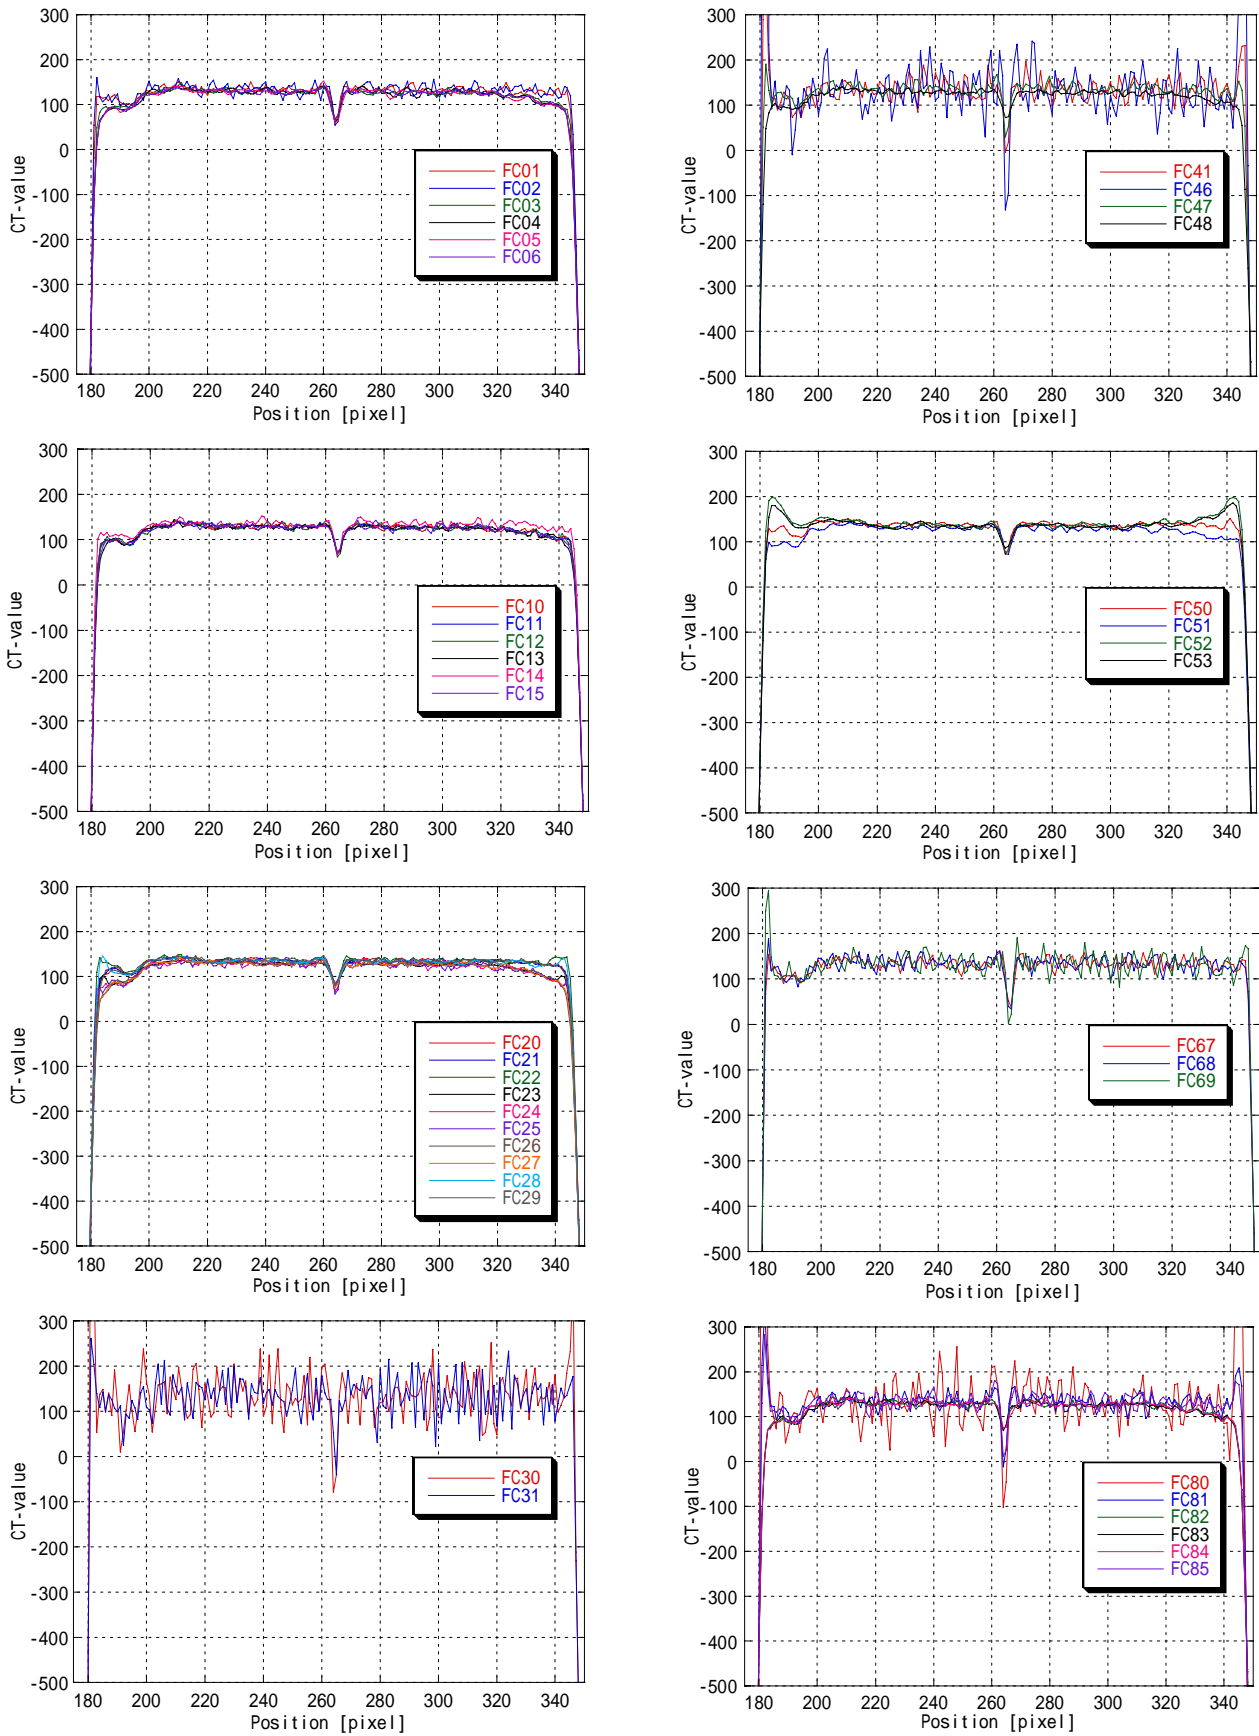 300
200
100
0
-100
-200
-300
-400
-500
CT-value
FC01
FC02
FC03
FC04
FC05
FC06
180 200 220 240 260 280 300 320 340
Position [pixel]
300
200
100
0
-100
-200
-300
-400
-500
CT-value
FC41
FC46
FC47
FC48
180 200 220 240 260 280 300 320 340
Position [pixel]
300
200
100
0
-100
-200
-300
-400
-500
CT-value
FC10
FC11
FC12
FC13
FC14
FC15
180 200 220 240 260 280 300 320 340
Position [pixel]
300
200
100
0
-100
-200
-300
-400
-500
CT-value
FC50
FC51
FC52
FC53
180 200 220 240 260 280 300 320 340
Position [pixel]
300
200
100
0
-100
-200
-300
-400
-500
CT-value
FC20
FC21
FC22
FC23
FC24
FC25
FC26
FC27
FC28
FC29
180 200 220 240 260 280 300 320 340
Position [pixel]
300
200
100
0
-100
-200
-300
-400
-500
CT-value
FC67
FC68
FC69
180 200 220 240 260 280 300 320 340
Position [pixel]
300
200
100
0
-100
-200
-300
-400
-500
CT-value
FC30
FC31
180 200 220 240 260 280 300 320 340
Position [pixel]
300
200
100
0
-100
-200
-300
-400
-500
CT-value
FC80
FC81
FC82
FC83
FC84
FC85
180 200 220 240 260 280 300 320 340
Position [pixel]